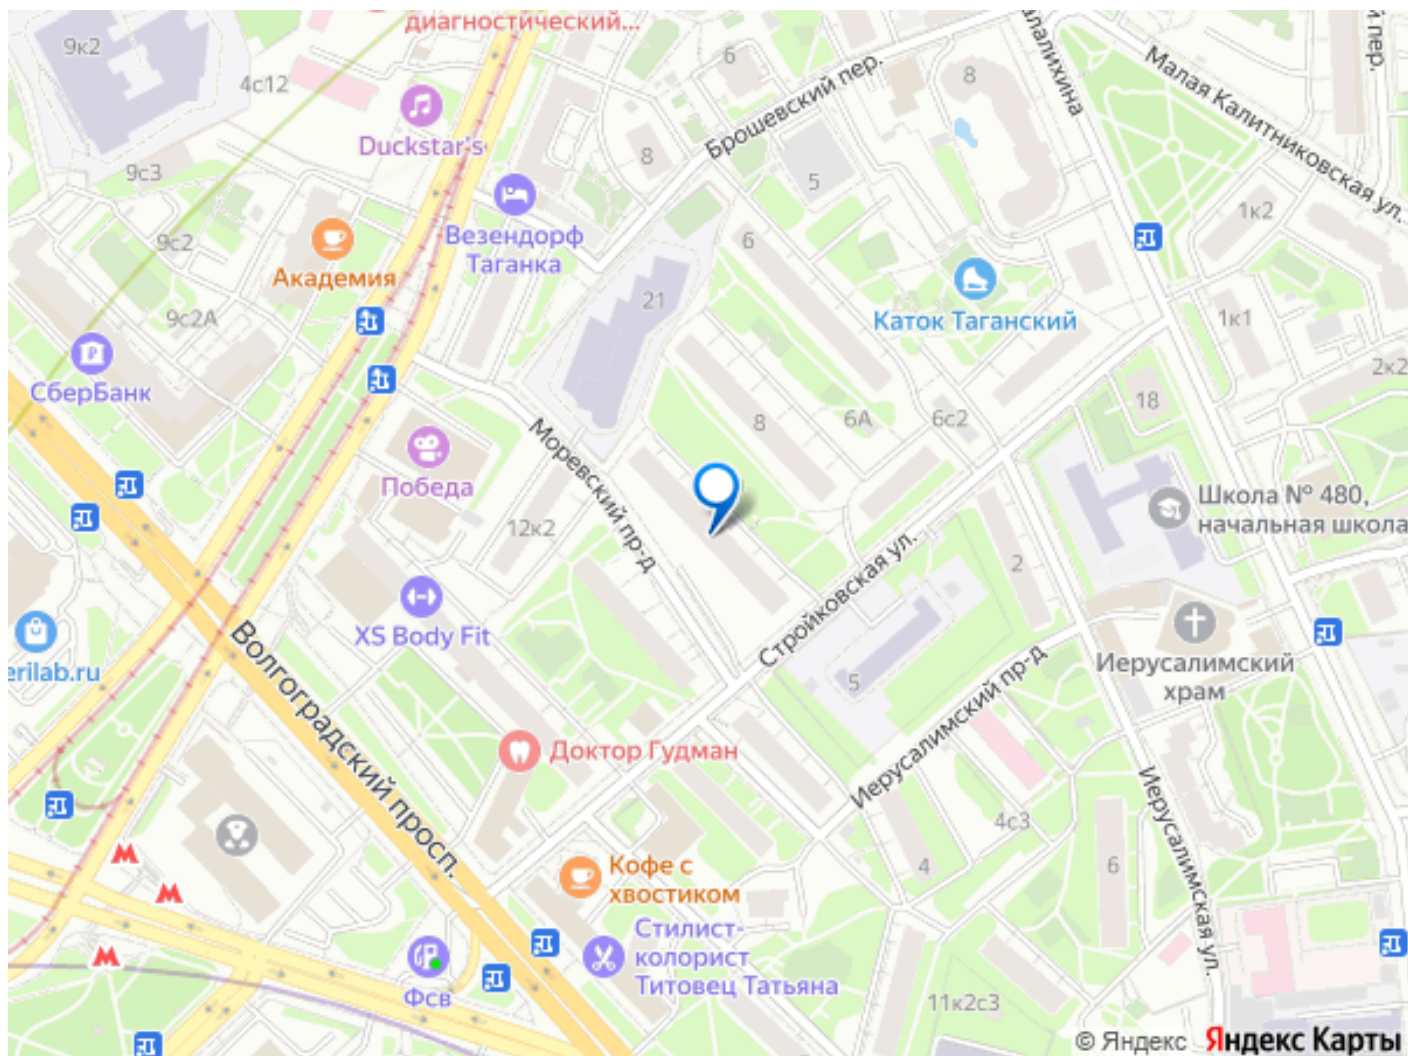 диагностический...
9к2
4с12
6
8
Брошевский пер.
Малая Калитниковская ул.
й пер.
Duckstar's
9с3
8
5
1к2
Везендорф
Таганка
9с2
Академия
6
21
Каток Таганский
9с2А
1к1
СберБанк
2к2
18
8
6А
6с2
Моревский пр-д
Победа
12к2
Школа № 480,
начальная школа
Стройковская ул.
2
XS Body Fit
erilab.ru
Волгоградский просп.
Иерусалимский
храм
5
Иерусалимский пр-д
Доктор Гудман
Иерусалимская ул.
4с3
4
6
Кофе с
хвостиком
Стилист-
колорист
Титовец Татьяна
Фсв
11к2с3
© Яндекс Яндекс Карты